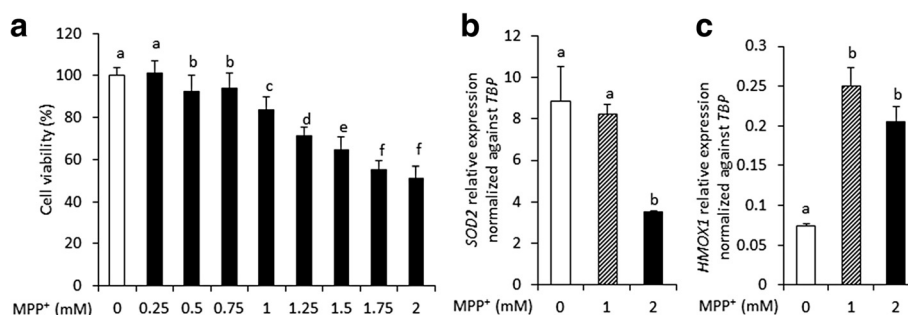 a
120
100
80
60
40
20
0
Cell viability (%)
a a b b c d e f f
MPP+ (mM) 0 0.25 0.5 0.75 1 1.25 1.5 1.75 2
b
12
10
8
6
4
2
0
SOD2 relative expression
normalized against TBP
a a b
MPP+ (mM) 0 1 2
c
0.3
0.25
0.2
0.15
0.1
0.05
0
HMOX1 relative expression
normalized against TBP
a b b
MPP+ (mM) 0 1 2